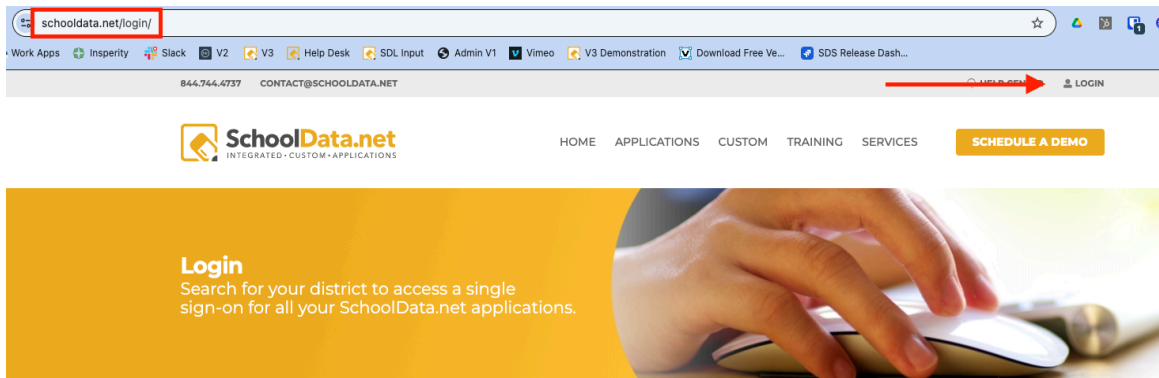 schooldata.net/login/
Work Apps Insperity Slack V2 V3 Help Desk SDL Input Admin V1 Vimeo V3 Demonstration Download Free Ve... SDS Release Dash...
844.744.4737 CONTACT@SCHOOLDATA.NET HELP CENTER LOGIN
SchoolData.net
INTEGRATED•CUSTOM•APPLICATIONS
HOME APPLICATIONS CUSTOM TRAINING SERVICES SCHEDULE A DEMO
Login
Search for your district to access a single
sign-on for all your SchoolData.net applications.